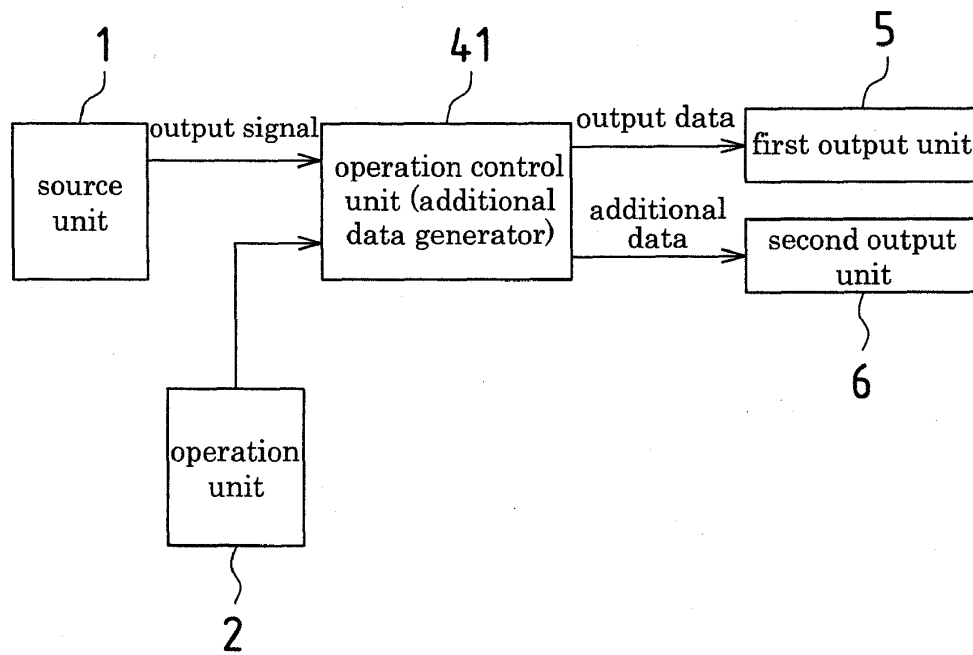 1
41
5
output signal
output data
source
unit
operation control
unit (additional
data generator)
first output unit
additional
data
second output
unit
6
operation
unit
2